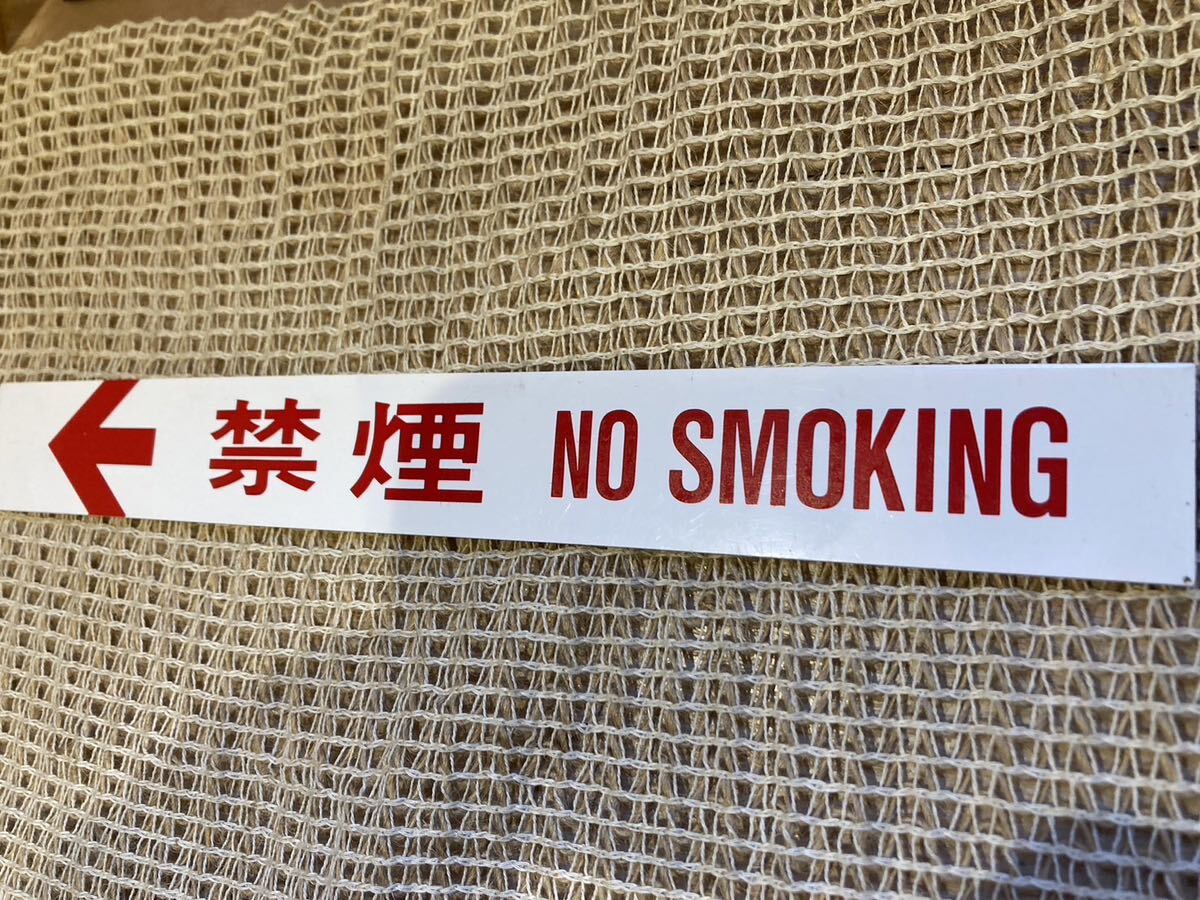 ← 禁煙 NO SMOKING